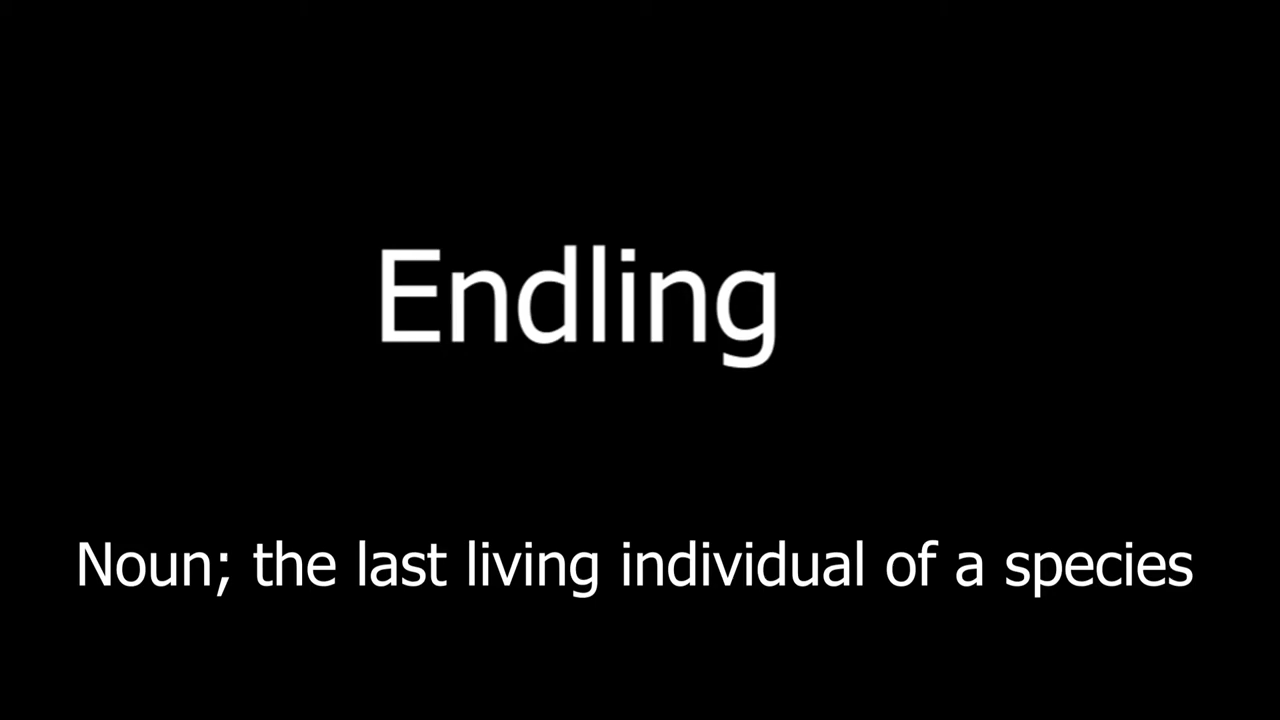 Endling
Noun; the last living individual of a species